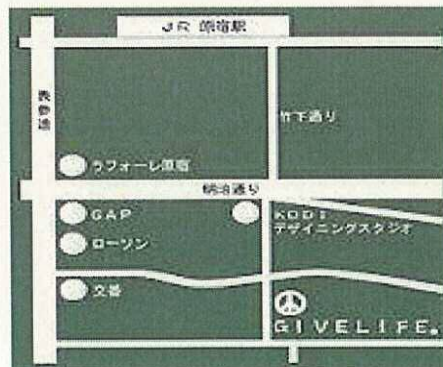 JR 原宿駅
表参道
竹下通り
ラフォーレ原宿
明治通り
GAP
KODI
デザイニングスタジオ
ローソン
交番
GIVELIFE.